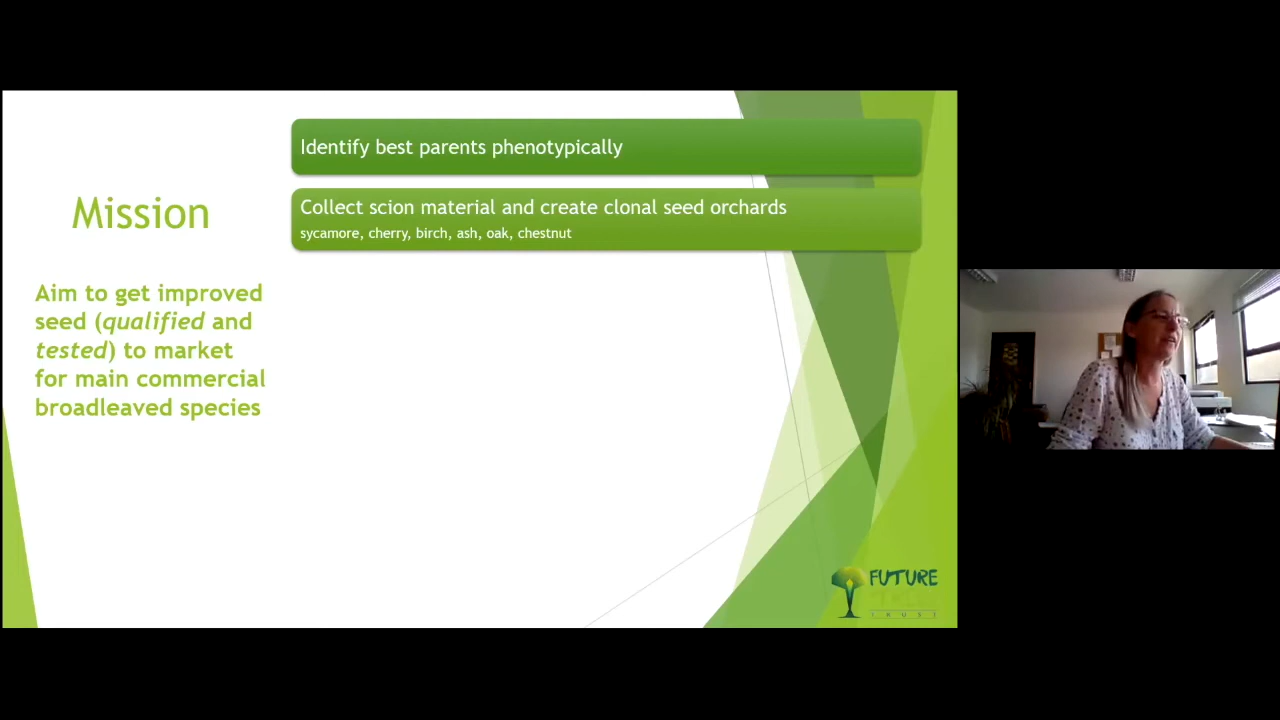 Mission
Aim to get improved
seed (qualified and
tested) to market
for main commercial
broadleaved species
Identify best parents phenotypically
Collect scion material and create clonal seed orchards
sycamore, cherry, birch, ash, oak, chestnut
FUTURE
TRUST